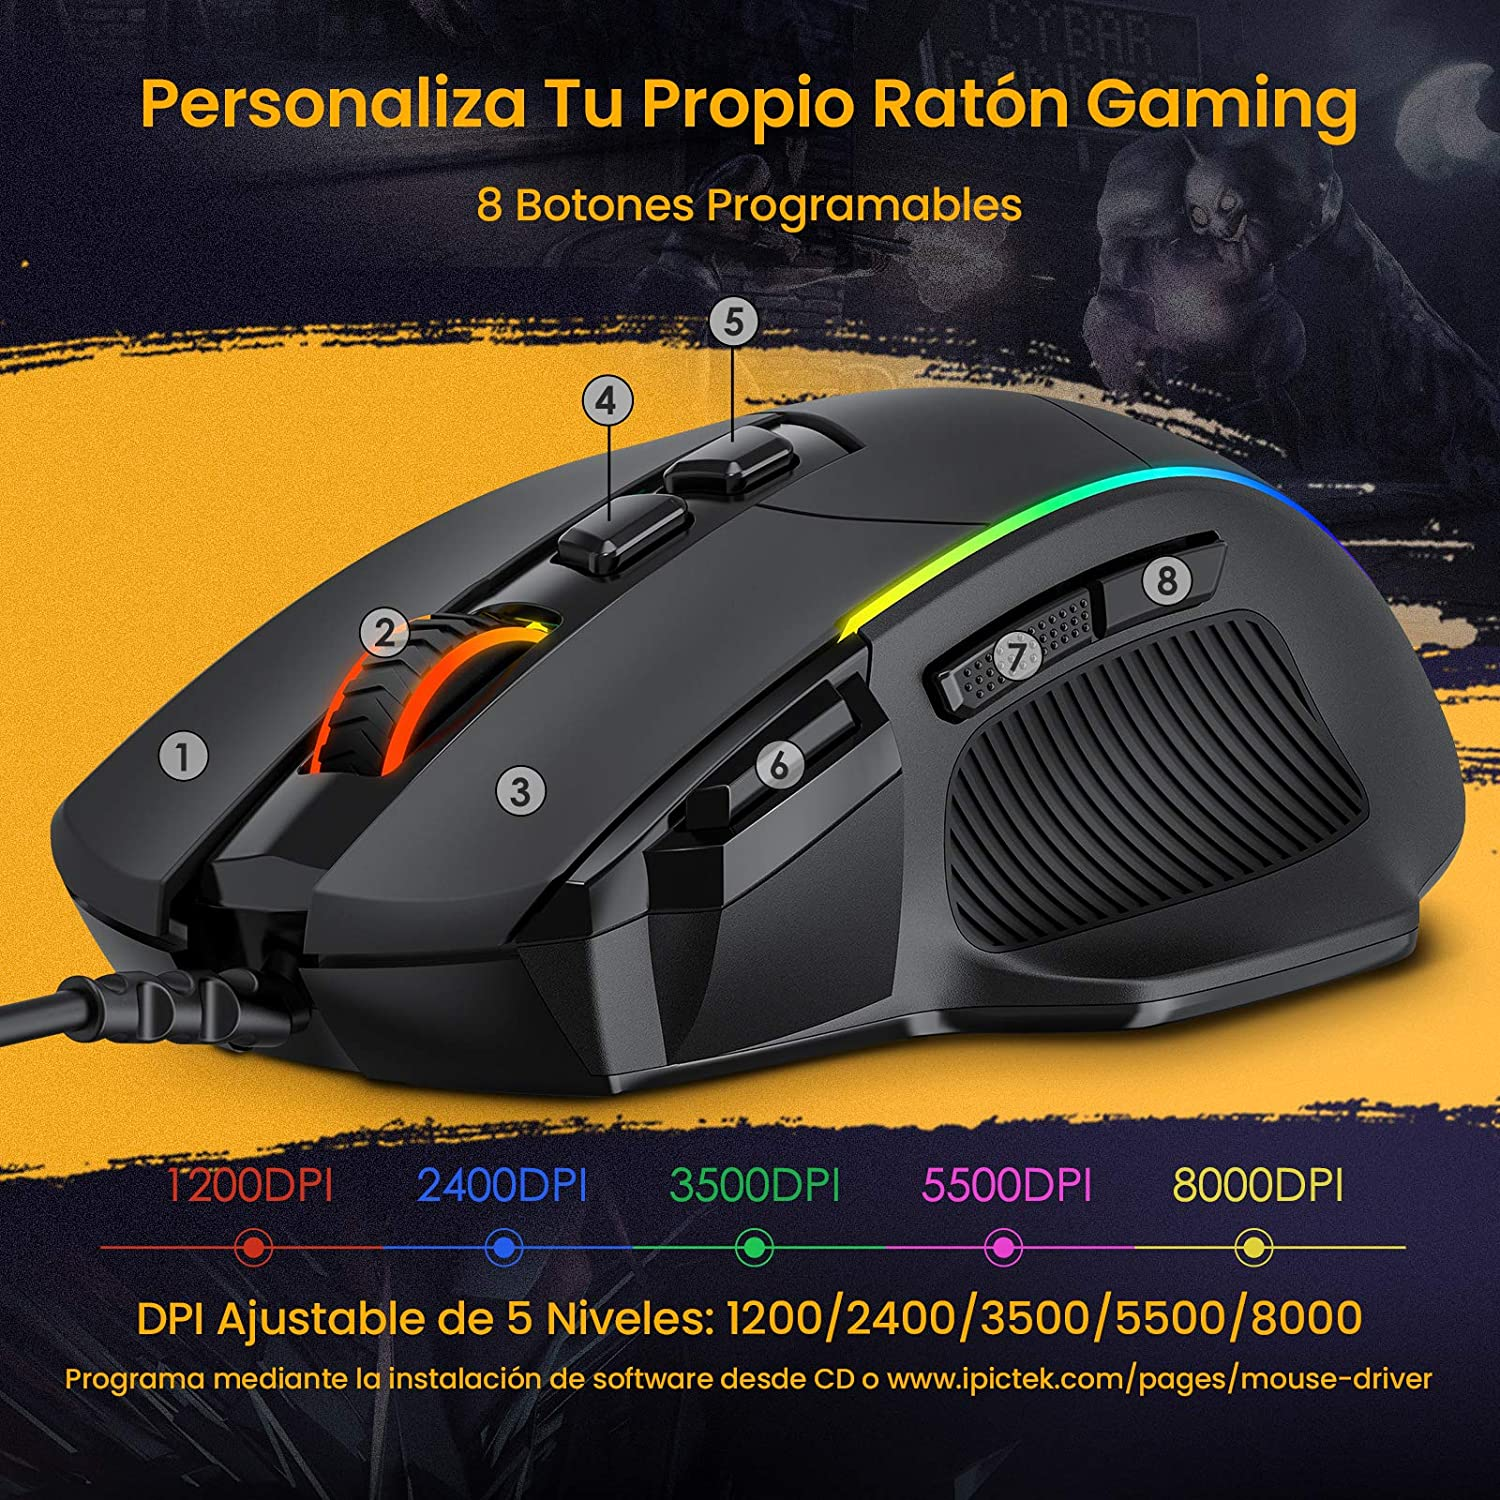 CYBAR
Personaliza Tu Propio Ratón Gaming
8 Botones Programables
5
4
2
8
7
1
6
3
1200DPI 2400DPI 3500DPI 5500DPI 8000DPI
DPI Ajustable de 5 Niveles: 1200/2400/3500/5500/8000
Programa mediante la instalación de software desde CD o www.ipictek.com/pages/mouse-driver